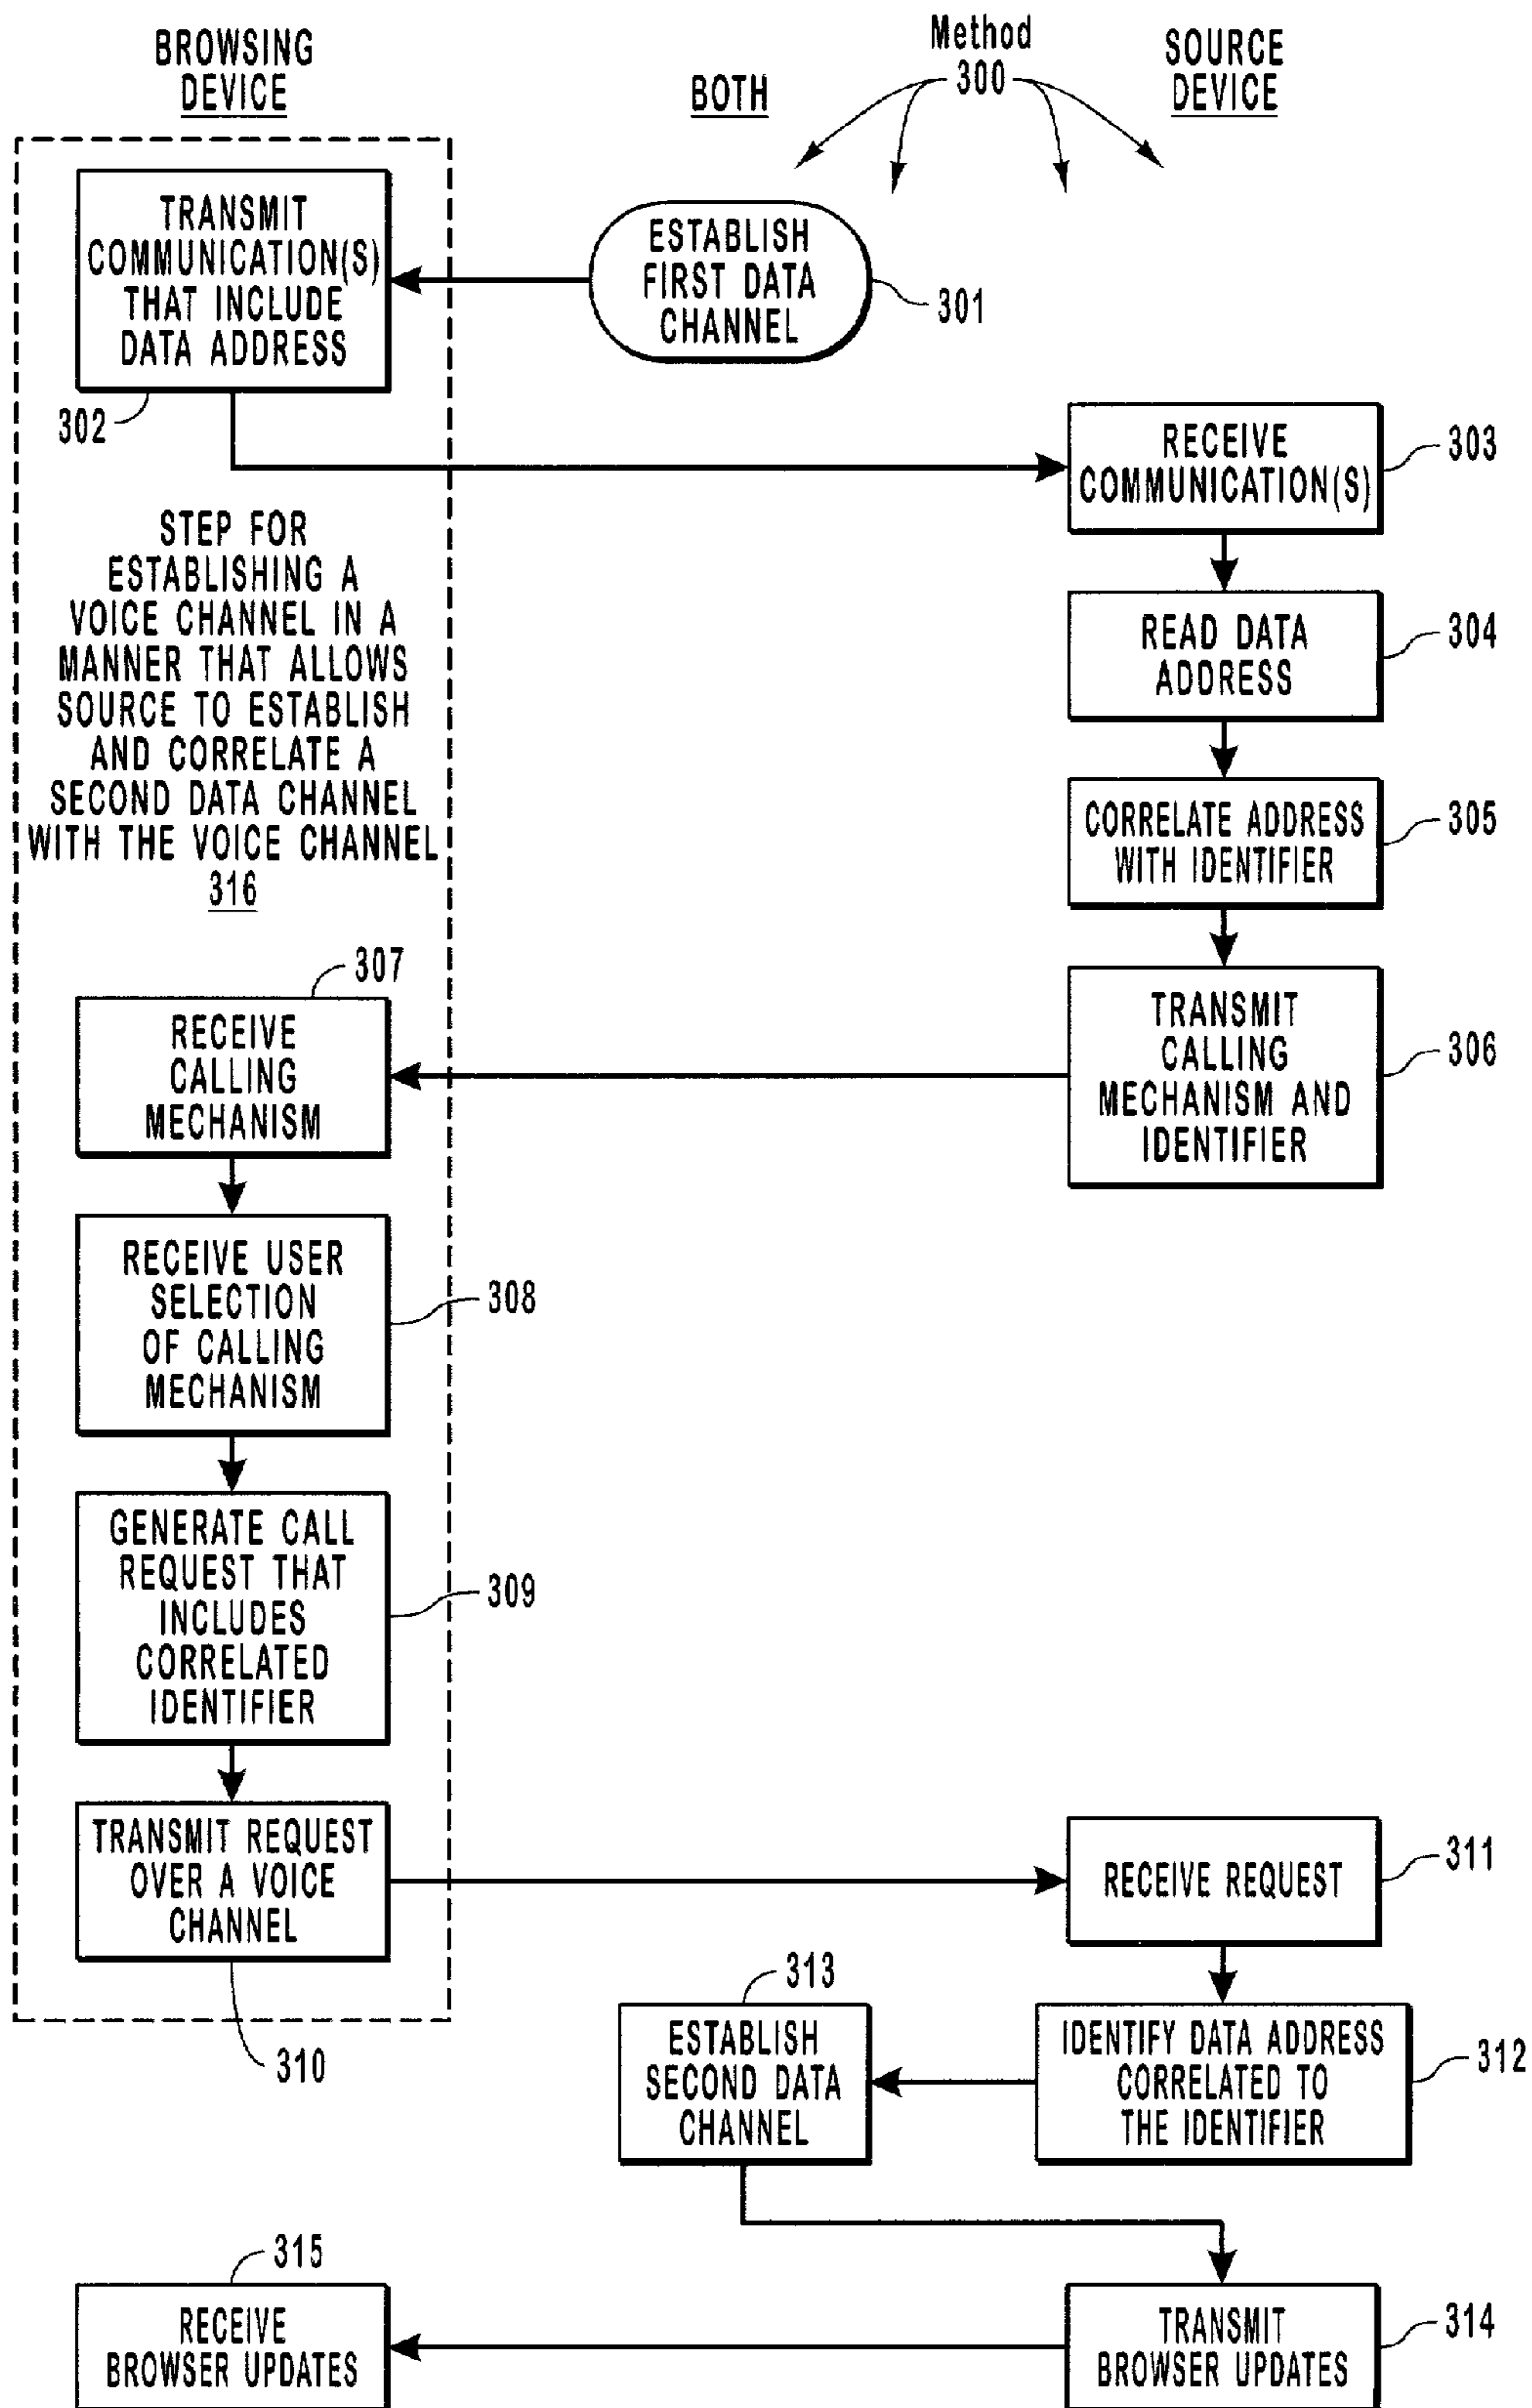 BROWSING
DEVICE
BOTH
Method
300
SOURCE
DEVICE
TRANSMIT
COMMUNICATION(S)
THAT INCLUDE
DATA ADDRESS
302
ESTABLISH
FIRST DATA
CHANNEL
301
RECEIVE
COMMUNICATION(S)
303
STEP FOR
ESTABLISHING A
VOICE CHANNEL IN A
MANNER THAT ALLOWS
SOURCE TO ESTABLISH
AND CORRELATE A
SECOND DATA CHANNEL
WITH THE VOICE CHANNEL
316
READ DATA
ADDRESS
304
CORRELATE ADDRESS
WITH IDENTIFIER
305
TRANSMIT
CALLING
MECHANISM AND
IDENTIFIER
306
307
RECEIVE
CALLING
MECHANISM
RECEIVE USER
SELECTION
OF CALLING
MECHANISM
308
GENERATE CALL
REQUEST THAT
INCLUDES
CORRELATED
IDENTIFIER
309
TRANSMIT REQUEST
OVER A VOICE
CHANNEL
310
RECEIVE REQUEST
311
IDENTIFY DATA ADDRESS
CORRELATED TO
THE IDENTIFIER
312
313
ESTABLISH
SECOND DATA
CHANNEL
TRANSMIT
BROWSER UPDATES
314
315
RECEIVE
BROWSER UPDATES